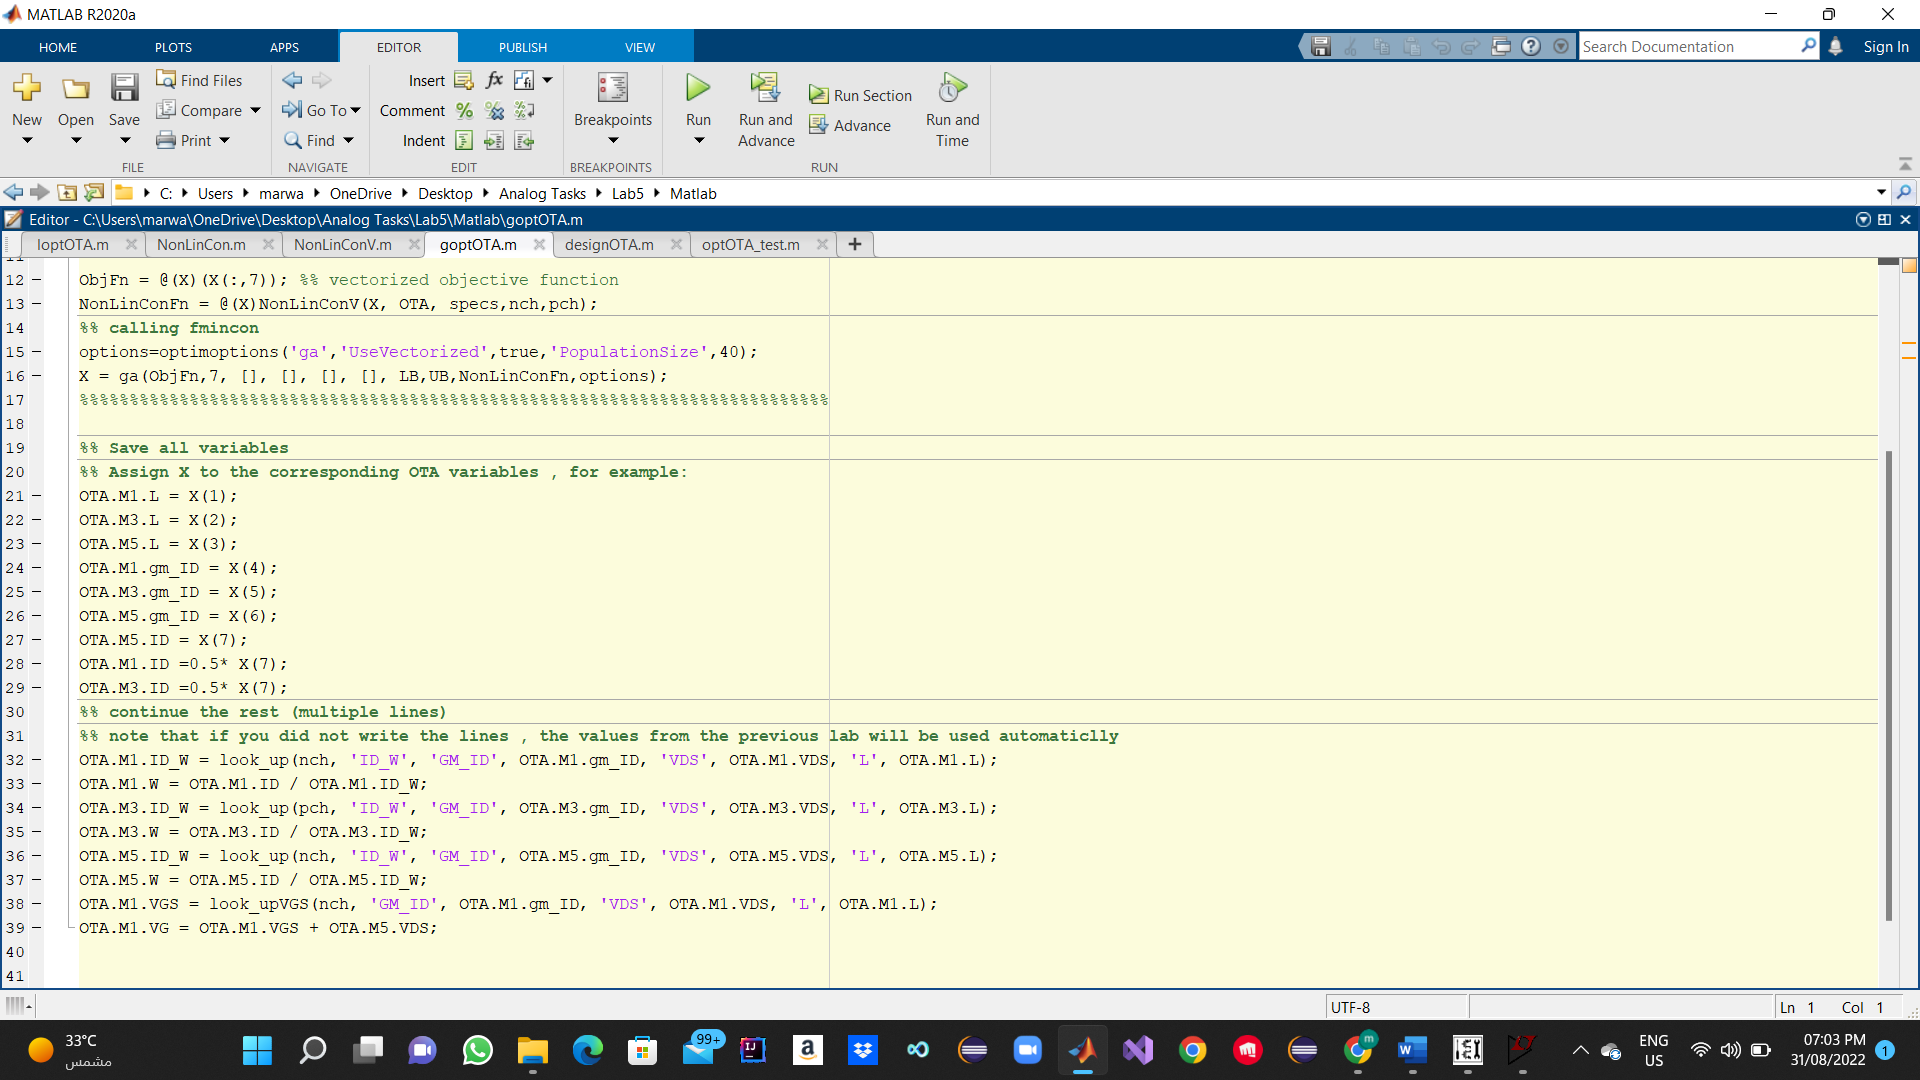 MATLAB R2020a
HOME PLOTS APPS EDITOR PUBLISH VIEW
Search Documentation
Sign In
New Open Save
Find Files
Compare
Print
FILE
Go To
Find
NAVIGATE
Insert
Comment
Indent
EDIT
Breakpoints
BREAKPOINTS
Run
Run and Advance
Run Section
Advance
Run and Time
RUN
C: Users marwa OneDrive Desktop Analog Tasks Lab5 Matlab
Editor - C:\Users\marwa\OneDrive\Desktop\Analog Tasks\Lab5\Matlab\goptOTA.m
IoptOTA.m NonLinCon.m NonLinConV.m goptOTA.m designOTA.m optOTA_test.m
11
12 ObjFn = @(X)(X(:,7)); %% vectorized objective function
13 NonLinConFn = @(X)NonLinConV(X, OTA, specs,nch,pch);
14 %% calling fmincon
15 options=optimoptions('ga','UseVectorized',true,'PopulationSize',40);
16 X = ga(ObjFn,7, [], [], [], [], LB,UB,NonLinConFn,options);
17 %%%%%%%%%%%%%%%%%%%%%%%%%%%%%%%%%%%%%%%%%%%%%%%%%%%%%%%%%%%%%%%%%%%%%%%%%%%
18
19 %% Save all variables
20 %% Assign X to the corresponding OTA variables , for example:
21 OTA.M1.L = X(1);
22 OTA.M3.L = X(2);
23 OTA.M5.L = X(3);
24 OTA.M1.gm_ID = X(4);
25 OTA.M3.gm_ID = X(5);
26 OTA.M5.gm_ID = X(6);
27 OTA.M5.ID = X(7);
28 OTA.M1.ID =0.5* X(7);
29 OTA.M3.ID =0.5* X(7);
30 %% continue the rest (multiple lines)
31 %% note that if you did not write the lines , the values from the previous lab will be used automaticlly
32 OTA.M1.ID_W = look_up(nch, 'ID_W', 'GM_ID', OTA.M1.gm_ID, 'VDS', OTA.M1.VDS, 'L', OTA.M1.L);
33 OTA.M1.W = OTA.M1.ID / OTA.M1.ID_W;
34 OTA.M3.ID_W = look_up(pch, 'ID_W', 'GM_ID', OTA.M3.gm_ID, 'VDS', OTA.M3.VDS, 'L', OTA.M3.L);
35 OTA.M3.W = OTA.M3.ID / OTA.M3.ID_W;
36 OTA.M5.ID_W = look_up(nch, 'ID_W', 'GM_ID', OTA.M5.gm_ID, 'VDS', OTA.M5.VDS, 'L', OTA.M5.L);
37 OTA.M5.W = OTA.M5.ID / OTA.M5.ID_W;
38 OTA.M1.VGS = look_upVGS(nch, 'GM_ID', OTA.M1.gm_ID, 'VDS', OTA.M1.VDS, 'L', OTA.M1.L);
39 OTA.M1.VG = OTA.M1.VGS + OTA.M5.VDS;
40
41
UTF-8
Ln 1 Col 1
33°C
مشمس
99+
ENG
US
07:03 PM
31/08/2022
1